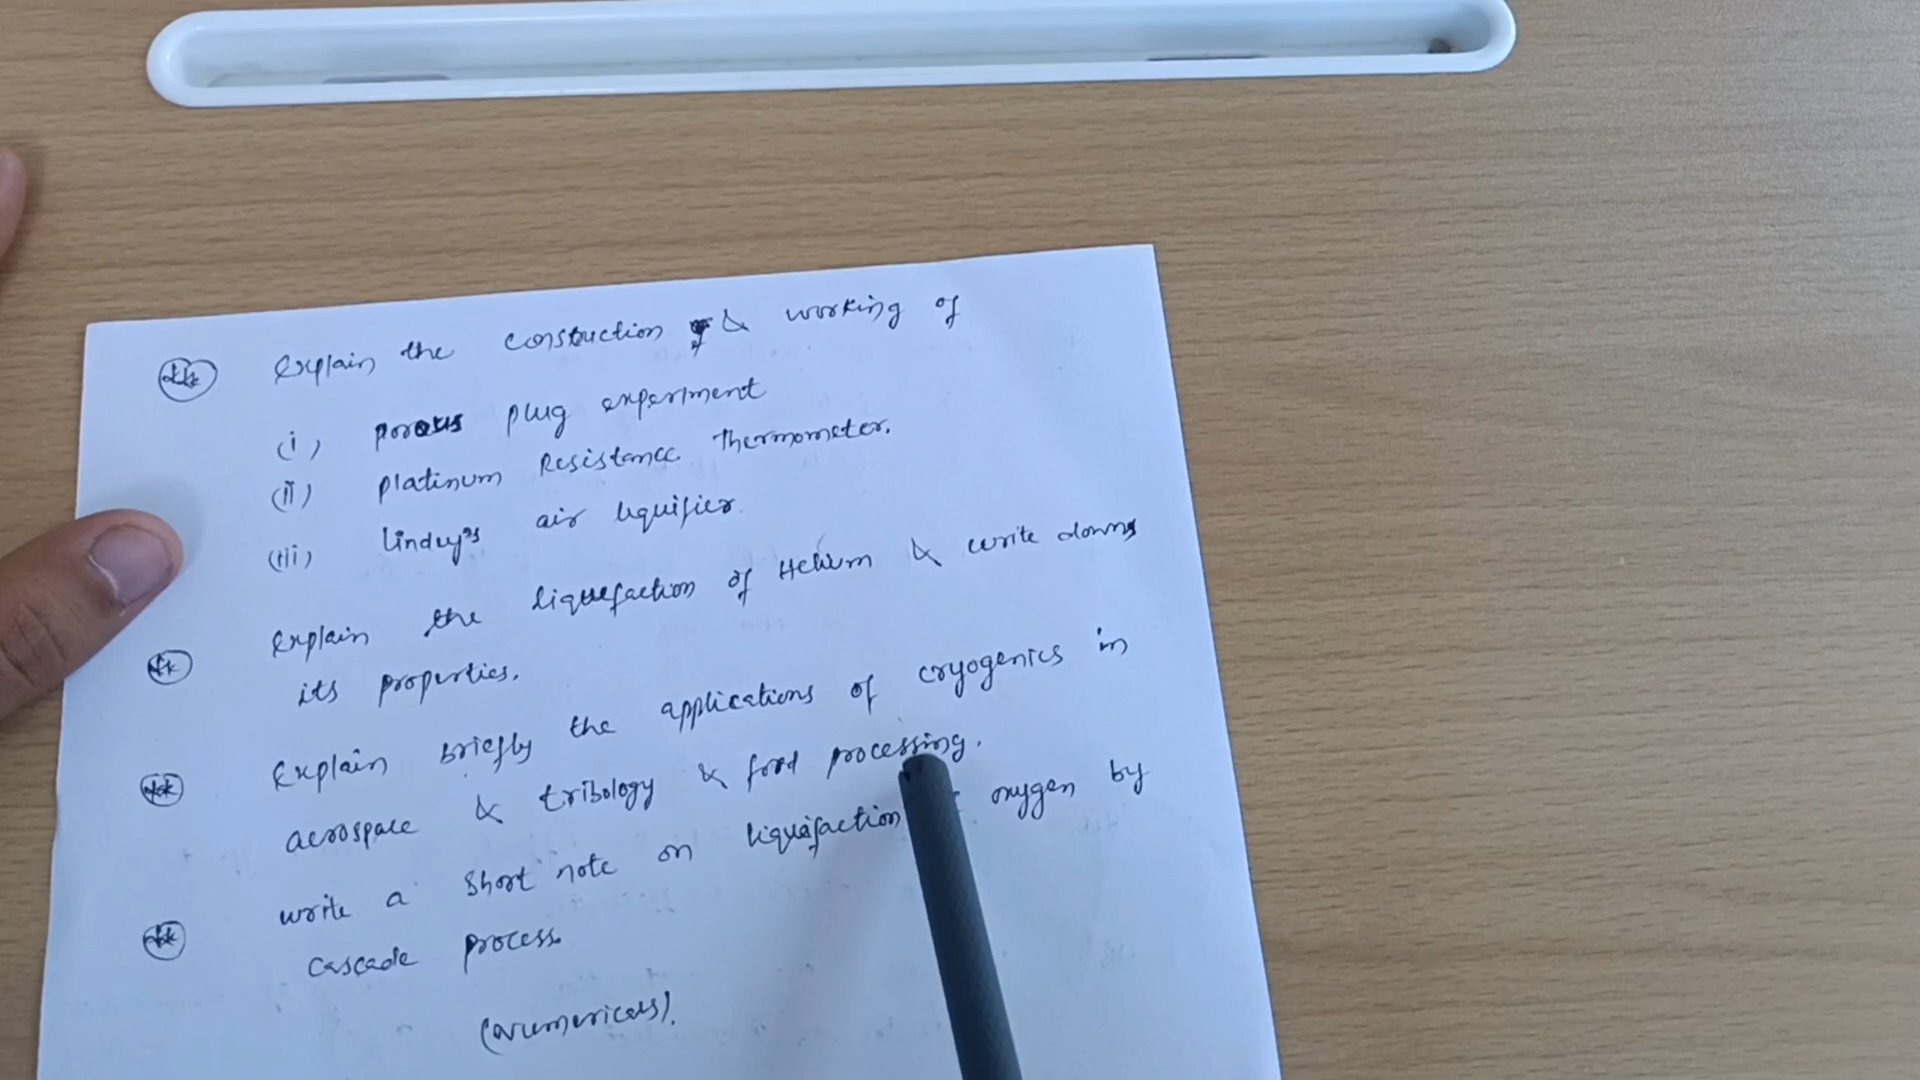 Explain the constuction & working of
(i) porous plug experiment
(ii) platinum Resistance Thermometer.
(iii) lindey's air liquifier
Explain the liquefaction of Helium & write down
its properties.
Explain briefly the applications of cryogenics in
aerospace & tribology & food processing.
write a short note on liquifaction oxygen by
cascade process
(Numericals).